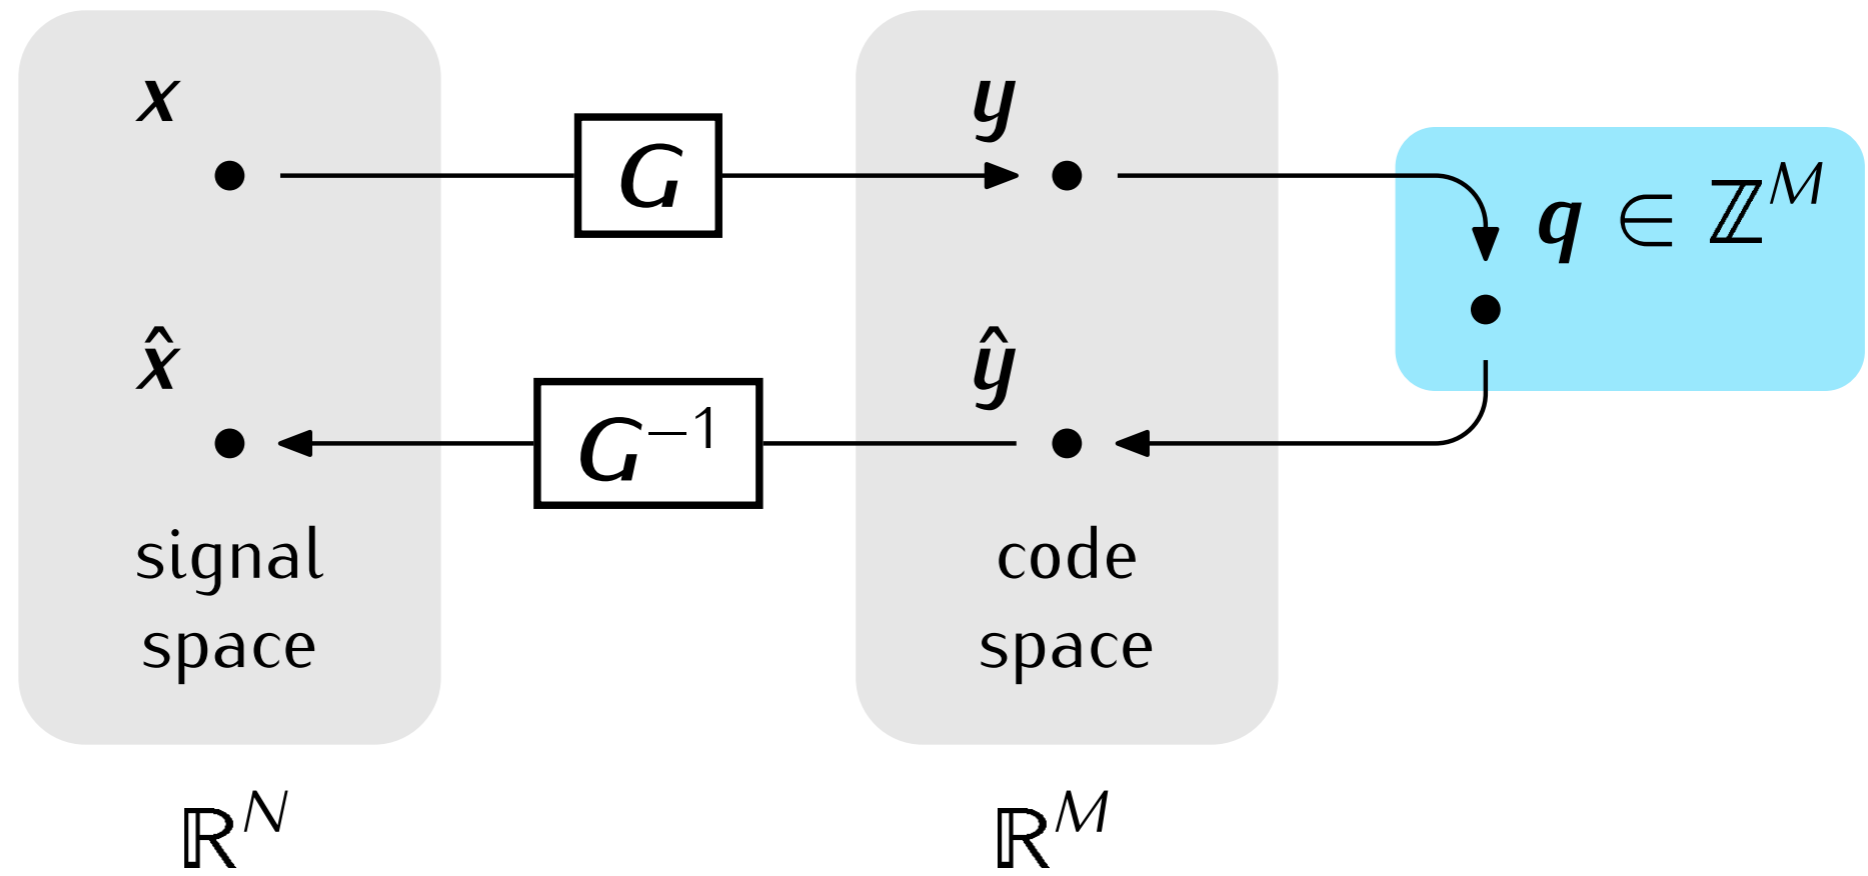 x
y
G
q ∈ ℤ^M
x̂
ŷ
G^−1
signal
space
code
space
ℝ^N
ℝ^M